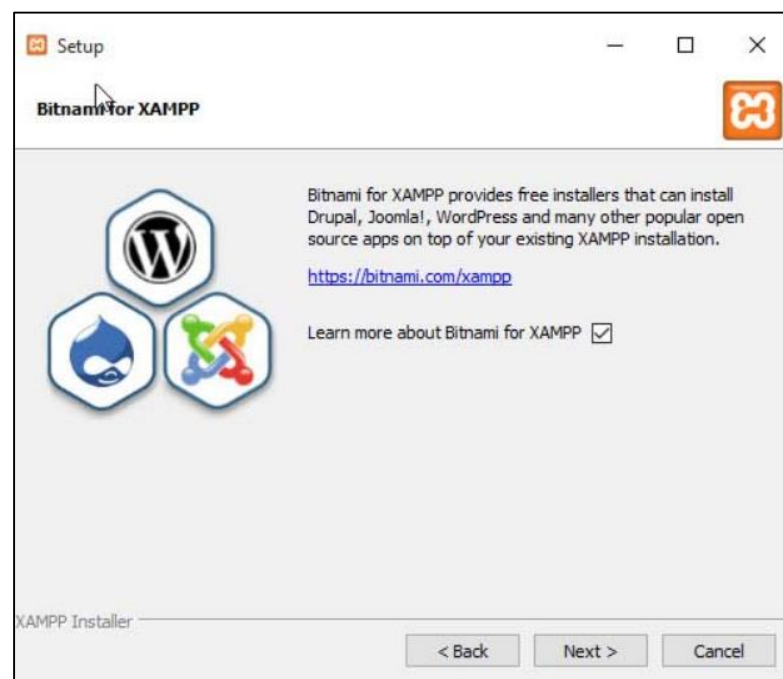 Setup
Bitnami for XAMPP
Bitnami for XAMPP provides free installers that can install
Drupal, Joomla!, WordPress and many other popular open
source apps on top of your existing XAMPP installation.
https://bitnami.com/xampp
Learn more about Bitnami for XAMPP
XAMPP Installer
< Back Next > Cancel